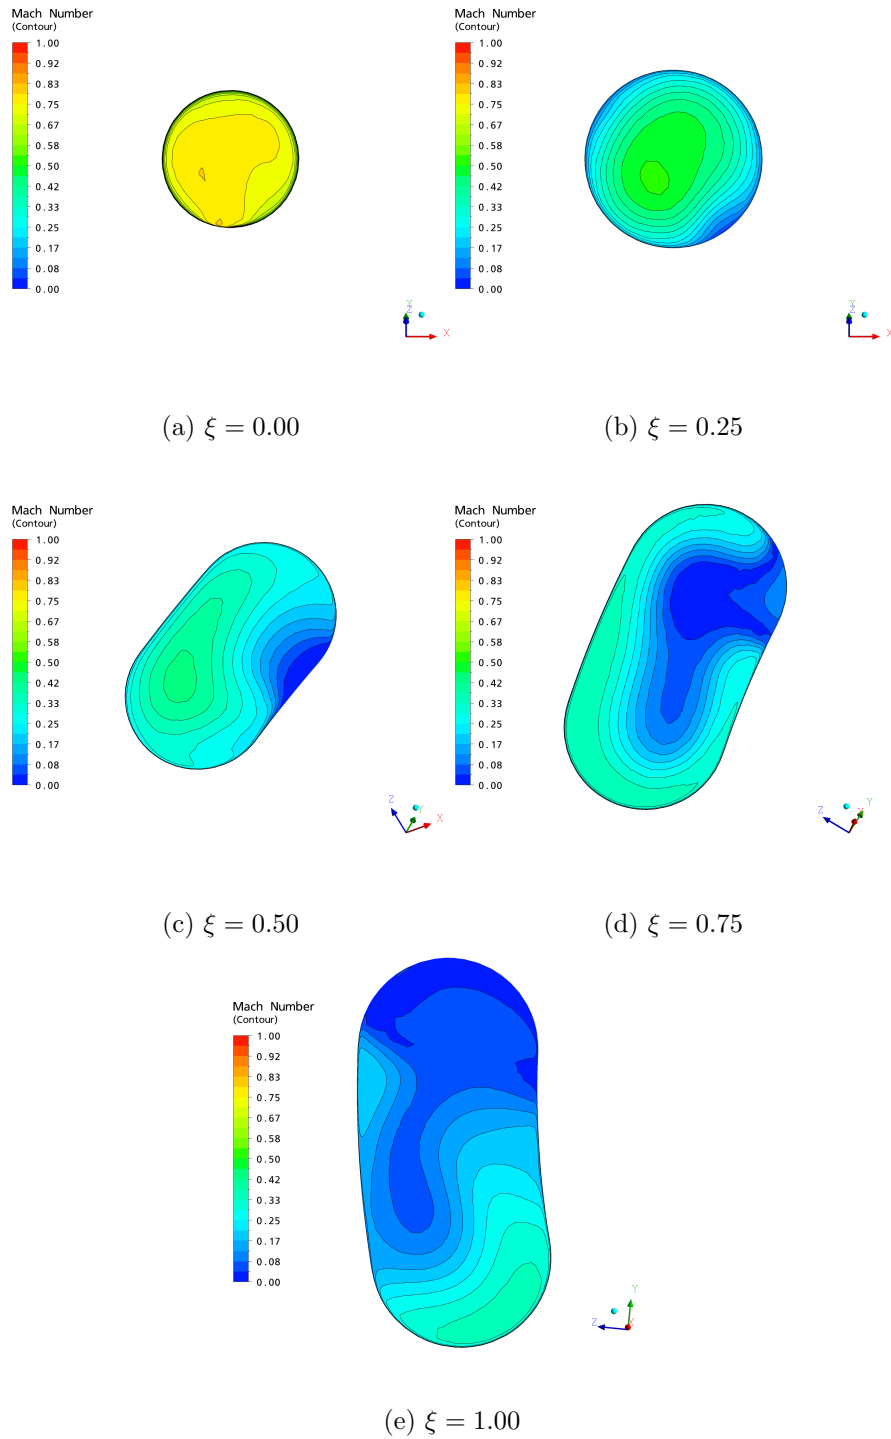 Mach Number
(Contour)
1.00
0.92
0.83
0.75
0.67
0.58
0.50
0.42
0.33
0.25
0.17
0.08
0.00
Y
Z
X
(a) ξ = 0.00
Mach Number
(Contour)
1.00
0.92
0.83
0.75
0.67
0.58
0.50
0.42
0.33
0.25
0.17
0.08
0.00
Y
Z
X
(b) ξ = 0.25
Mach Number
(Contour)
1.00
0.92
0.83
0.75
0.67
0.58
0.50
0.42
0.33
0.25
0.17
0.08
0.00
Z
Y
X
(c) ξ = 0.50
Mach Number
(Contour)
1.00
0.92
0.83
0.75
0.67
0.58
0.50
0.42
0.33
0.25
0.17
0.08
0.00
Y
Z
X
(d) ξ = 0.75
Mach Number
(Contour)
1.00
0.92
0.83
0.75
0.67
0.58
0.50
0.42
0.33
0.25
0.17
0.08
0.00
Y
Z
X
(e) ξ = 1.00